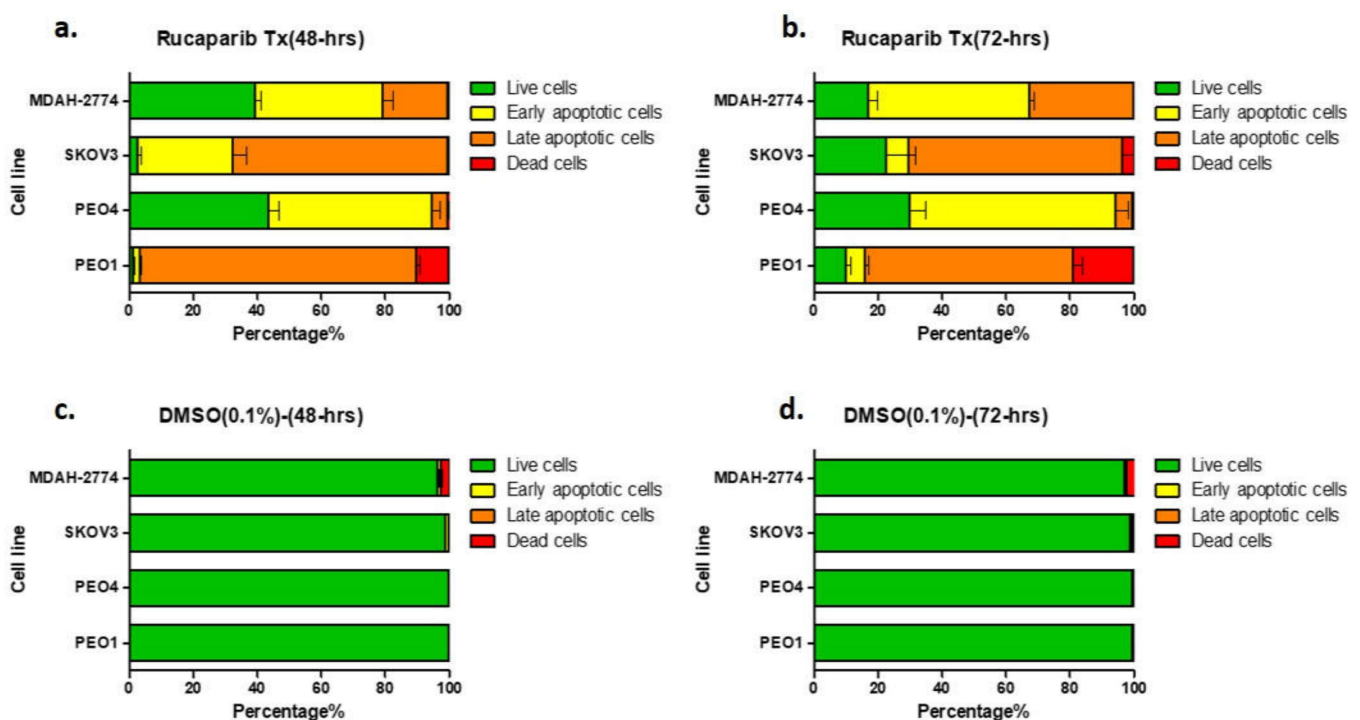 a.
Rucaparib Tx(48-hrs)
Cell line
MDAH-2774
SKOV3
PEO4
PEO1
0 20 40 60 80 100
Percentage%
Live cells
Early apoptotic cells
Late apoptotic cells
Dead cells
b.
Rucaparib Tx(72-hrs)
Cell line
MDAH-2774
SKOV3
PEO4
PEO1
0 20 40 60 80 100
Percentage%
Live cells
Early apoptotic cells
Late apoptotic cells
Dead cells
c.
DMSO(0.1%)-(48-hrs)
Cell line
MDAH-2774
SKOV3
PEO4
PEO1
0 20 40 60 80 100
Percentage%
Live cells
Early apoptotic cells
Late apoptotic cells
Dead cells
d.
DMSO(0.1%)-(72-hrs)
Cell line
MDAH-2774
SKOV3
PEO4
PEO1
0 20 40 60 80 100
Percentage%
Live cells
Early apoptotic cells
Late apoptotic cells
Dead cells